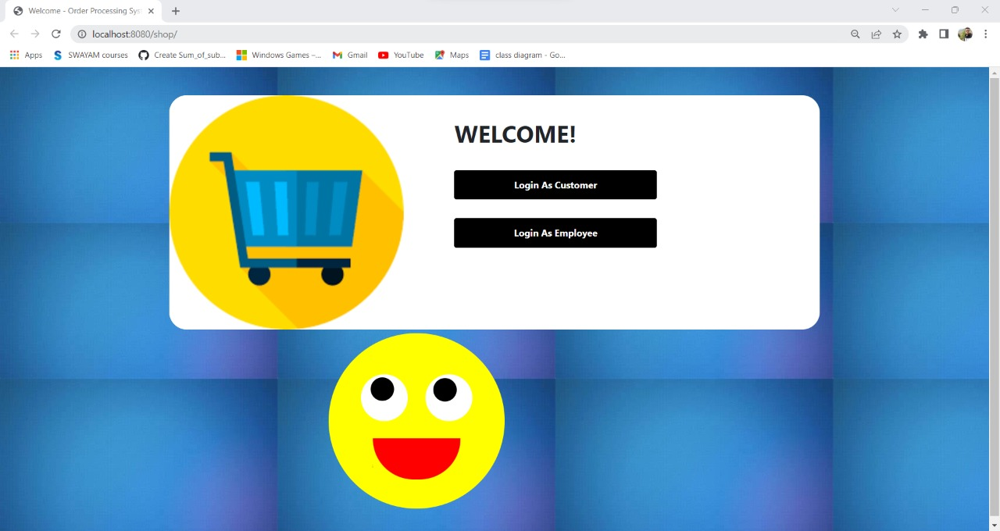 Welcome - Order Processing Sys
localhost:8080/shop/
Apps
SWAYAM courses
Create Sum_of_sub...
Windows Games –...
Gmail
YouTube
Maps
class diagram - Go...
WELCOME!
Login As Customer
Login As Employee